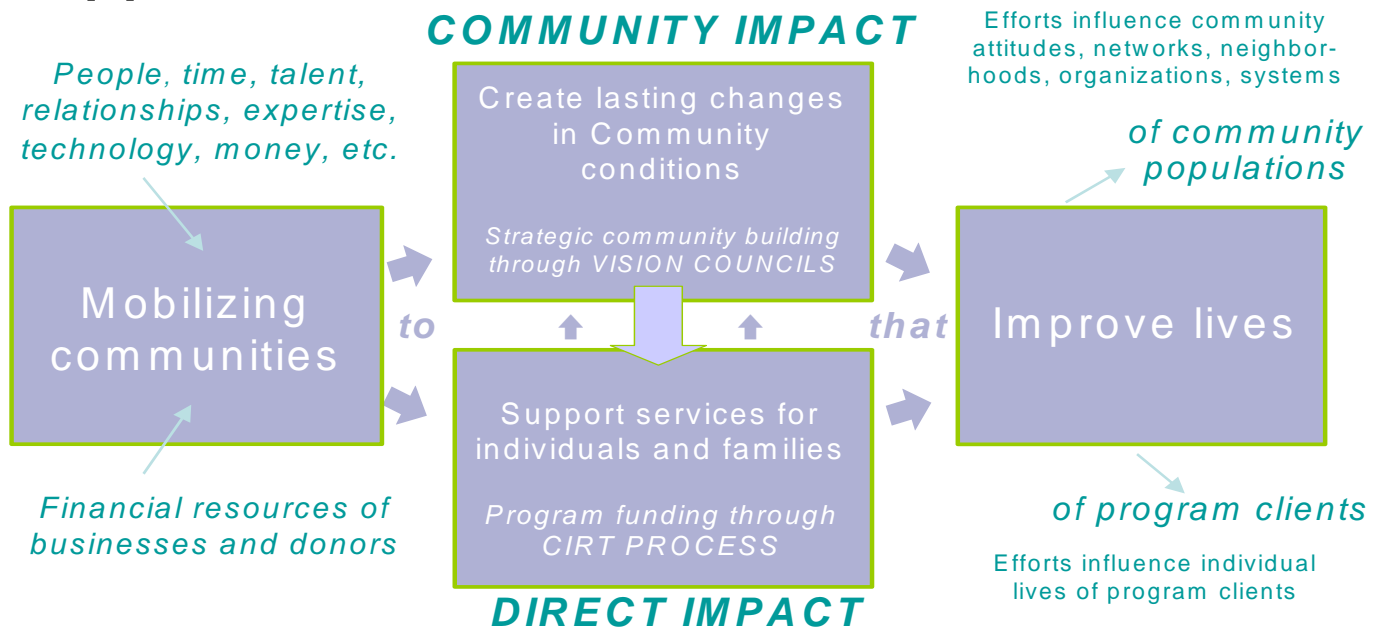 COMMUNITY IMPACT
Efforts influence community
attitudes, networks, neighbor-
hoods, organizations, systems
People, time, talent,
relationships, expertise,
technology, money, etc.
Create lasting changes
in Community
conditions
Strategic community building
through VISION COUNCILS
of community
populations
Mobilizing
communities
to
that
Improve lives
Support services for
individuals and families
Program funding through
CIRT PROCESS
Financial resources of
businesses and donors
of program clients
Efforts influence individual
lives of program clients
DIRECT IMPACT